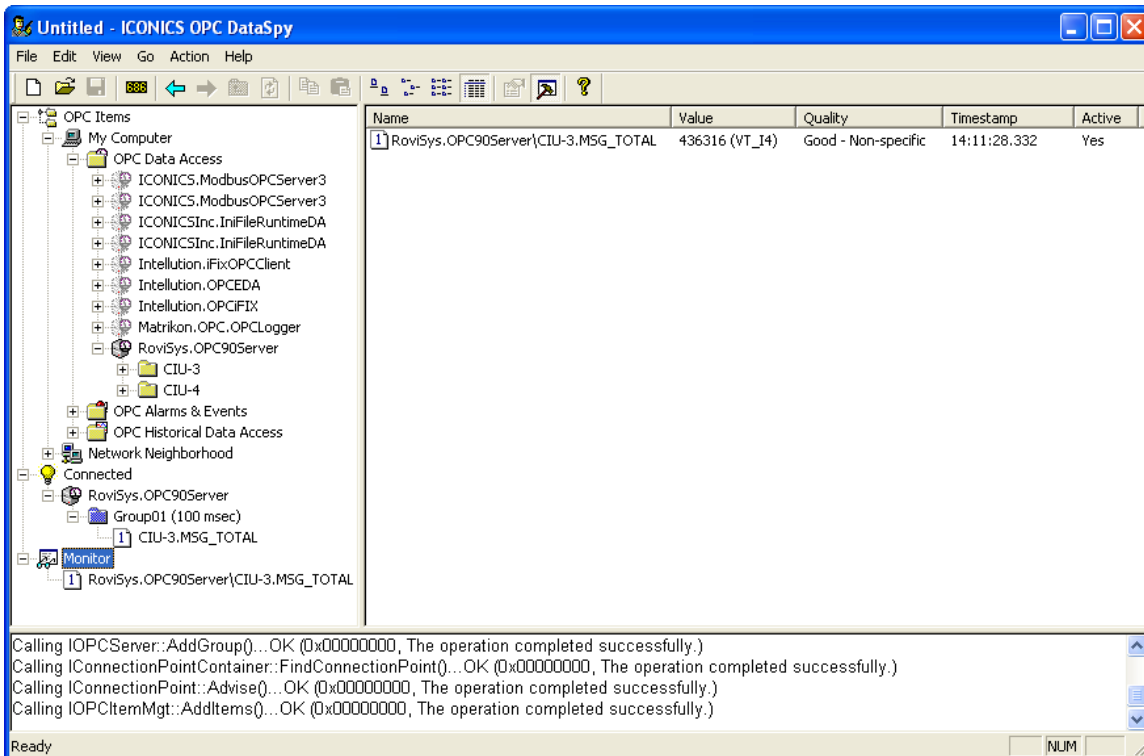 Untitled - ICONICS OPC DataSpy
File Edit View Go Action Help
686
OPC Items
My Computer
OPC Data Access
ICONICS.ModbusOPCServer3
ICONICS.ModbusOPCServer3
ICONICSInc.IniFileRuntimeDA
ICONICSInc.IniFileRuntimeDA
Intellution.iFixOPCClient
Intellution.OPCEDA
Intellution.OPCiFIX
Matrikon.OPC.OPCLogger
RoviSys.OPC90Server
CIU-3
CIU-4
OPC Alarms & Events
OPC Historical Data Access
Network Neighborhood
Connected
RoviSys.OPC90Server
Group01 (100 msec)
1 CIU-3.MSG_TOTAL
Monitor
1 RoviSys.OPC90Server\CIU-3.MSG_TOTAL
Name Value Quality Timestamp Active
1 RoviSys.OPC90Server\CIU-3.MSG_TOTAL 436316 (VT_I4) Good - Non-specific 14:11:28.332 Yes
Calling IOPCServer::AddGroup()...OK (0x00000000, The operation completed successfully.)
Calling IConnectionPointContainer::FindConnectionPoint()...OK (0x00000000, The operation completed successfully.)
Calling IConnectionPoint::Advise()...OK (0x00000000, The operation completed successfully.)
Calling IOPCItemMgt::AddItems()...OK (0x00000000, The operation completed successfully.)
Ready NUM